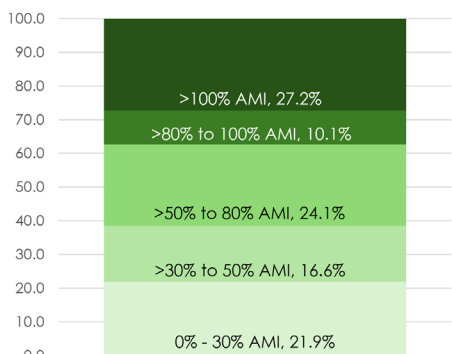 100.0
90.0
>100% AMI, 27.2%
80.0
70.0
>80% to 100% AMI, 10.1%
60.0
50.0
>50% to 80% AMI, 24.1%
40.0
30.0
>30% to 50% AMI, 16.6%
20.0
10.0
0% - 30% AMI, 21.9%
0.0